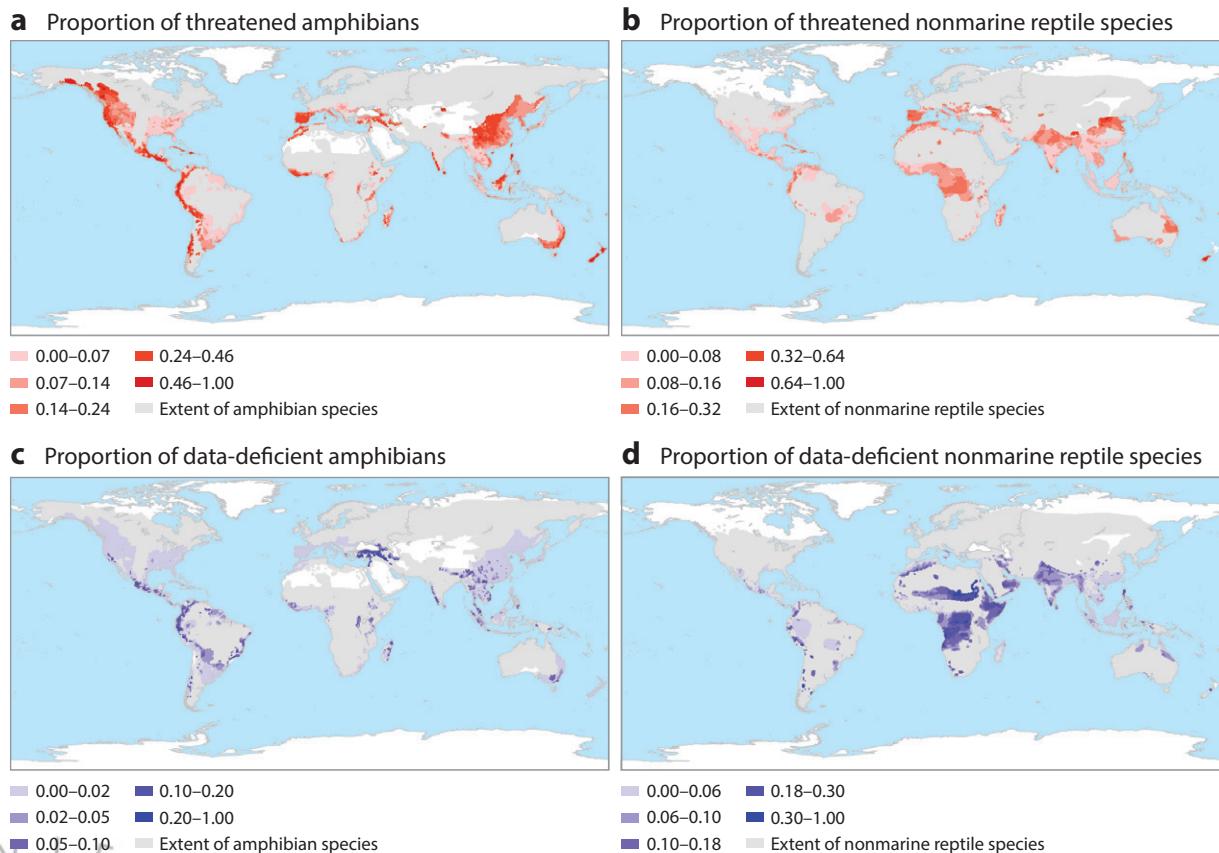 a Proportion of threatened amphibians
0.00–0.07
0.07–0.14
0.14–0.24
0.24–0.46
0.46–1.00
Extent of amphibian species
b Proportion of threatened nonmarine reptile species
0.00–0.08
0.08–0.16
0.16–0.32
0.32–0.64
0.64–1.00
Extent of nonmarine reptile species
c Proportion of data-deficient amphibians
0.00–0.02
0.02–0.05
0.05–0.10
0.10–0.20
0.20–1.00
Extent of amphibian species
d Proportion of data-deficient nonmarine reptile species
0.00–0.06
0.06–0.10
0.10–0.18
0.18–0.30
0.30–1.00
Extent of nonmarine reptile species